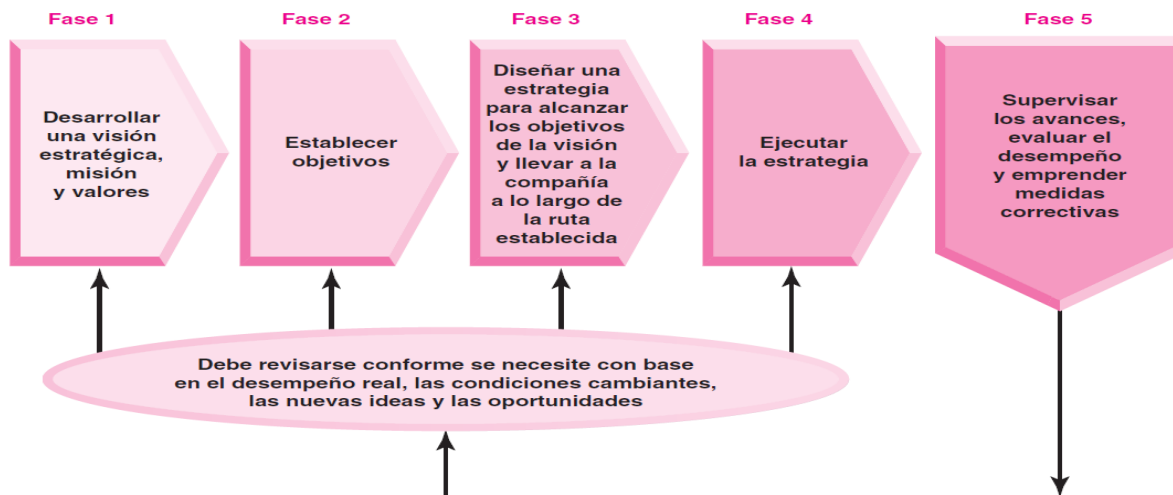 Fase 1
Fase 2
Fase 3
Fase 4
Fase 5
Desarrollar
una visión
estratégica,
misión
y valores
Establecer
objetivos
Diseñar una
estrategia
para alcanzar
los objetivos
de la visión
y llevar a la
compañía
a lo largo de
la ruta
establecida
Ejecutar
la estrategia
Supervisar
los avances,
evaluar el
desempeño
y emprender
medidas
correctivas
Debe revisarse conforme se necesite con base
en el desempeño real, las condiciones cambiantes,
las nuevas ideas y las oportunidades